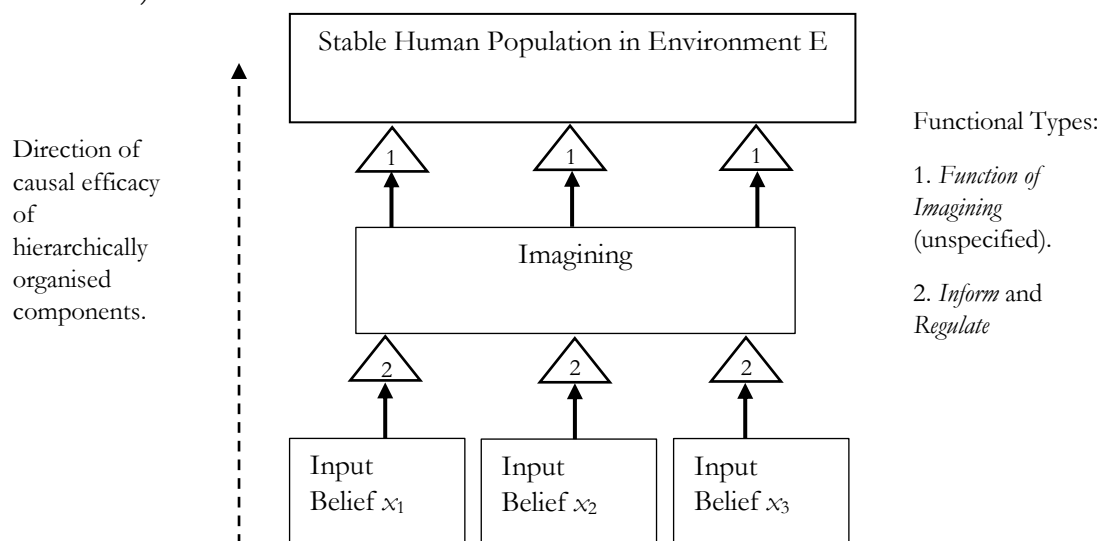 Stable Human Population in Environment E
1
1
1
Direction of
causal efficacy
of
hierarchically
organised
components.
Functional Types:
1. Function of
Imagining
(unspecified).
2. Inform and
Regulate
Imagining
2
2
2
Input
Belief x1
Input
Belief x2
Input
Belief x3